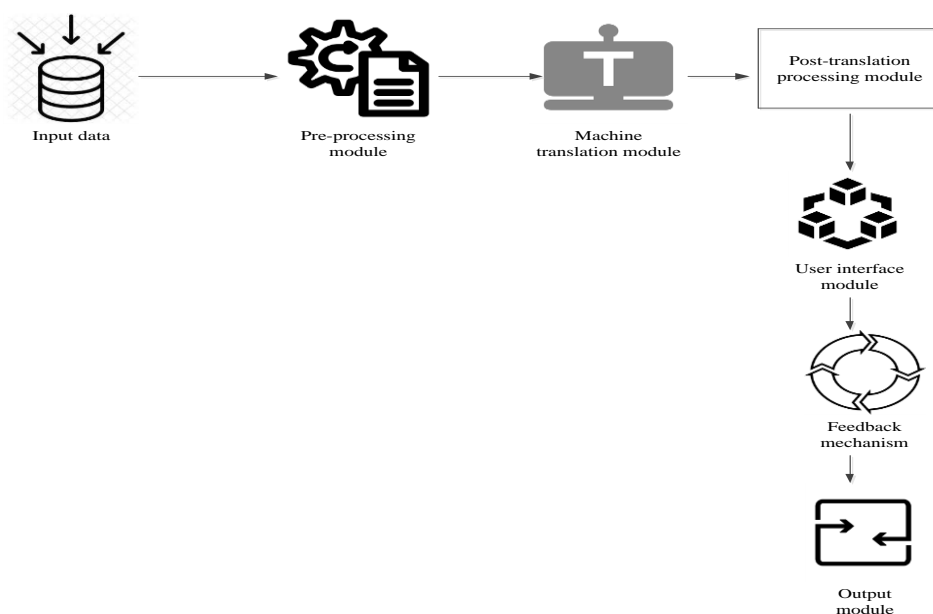 Input data
Pre-processing
module
T
Machine
translation module
Post-translation
processing module
User interface
module
Feedback
mechanism
Output
module